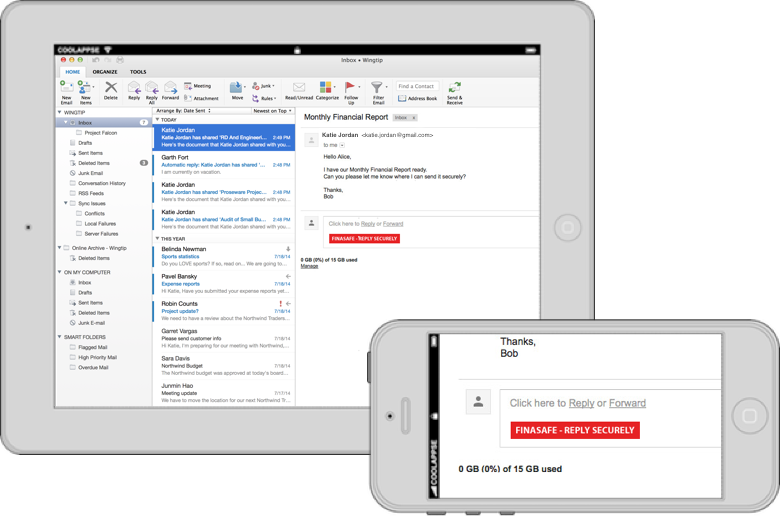 COOLAPPSE
Inbox • Wingtip
HOME ORGANIZE TOOLS
New Email
New Items
Delete
Reply
Reply All
Forward
Meeting
Attachment
Move
Junk
Rules
Read/Unread
Categorize
Follow Up
Filter Email
Find a Contact
Address Book
Send & Receive
WINGTIP
Inbox
Project Falcon
Drafts
Sent Items
Deleted Items 3
Junk Email
Conversation History
RSS Feeds
Sync Issues
Conflicts
Local Failures
Server Failures
Online Archive - Wingtip
Deleted Items
ON MY COMPUTER
Inbox
Drafts
Sent Items
Deleted Items
Junk E-mail
SMART FOLDERS
Flagged Mail
High Priority Mail
Overdue Mail
Arrange By: Date Sent Newest on Top
TODAY
Katie Jordan
Katie Jordan has shared 'RD And Engineeri... 2:48 PM
Here's the document that Katie Jordan shared with you...
Garth Fort
Automatic reply: Katie Jordan has shared '... 2:48 PM
I am currently on vacation.
Katie Jordan
Katie Jordan has shared 'Proseware Projec... 2:48 PM
Here's the document that Katie Jordan shared with you...
Katie Jordan
Katie Jordan has shared 'Audit of Small Bu... 2:48 PM
Here's the document that Katie Jordan shared with you...
THIS YEAR
Belinda Newman
Sports statistics 7/18/14
Do you LOVE sports? If so, read on... We are going to...
Pavel Bansky
Expense reports 7/18/14
Hi Katie, Have you submitted your expense reports yet...
Robin Counts
Project update? 7/18/14
We need to have a review about the Northwind Traders...
Garret Vargas
Please send customer info 7/18/14
Hi Katie, I'm preparing for our meeting with Northwind,...
Sara Davis
Northwind Budget 7/18/14
The Northwind budget was approved at today's board...
Junmin Hao
Meeting update 7/17/14
We have to move the location for our next Northwind Tr...
Monthly Financial Report Inbox x
Katie Jordan <katie.jordan@gmail.com>
to me
Hello Alice,
I have our Monthly Financial Report ready.
Can you please let me know where I can send it securely?
Thanks,
Bob
Click here to Reply or Forward
FINASAFE - REPLY SECURELY
0 GB (0%) of 15 GB used
Manage
COOLAPPSE
Thanks,
Bob
Click here to Reply or Forward
FINASAFE - REPLY SECURELY
0 GB (0%) of 15 GB used